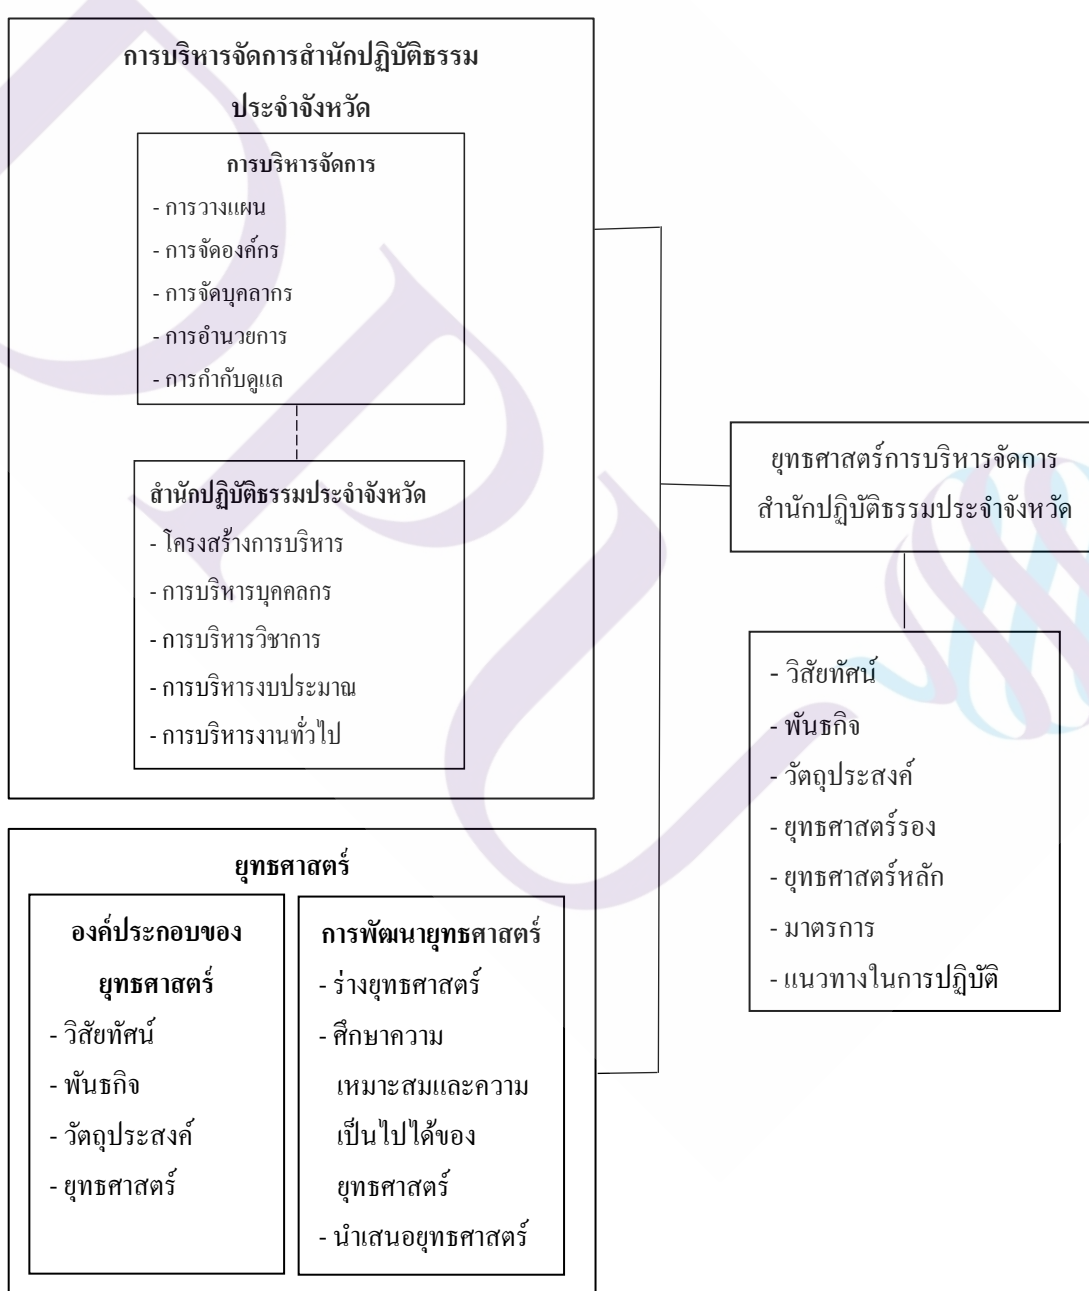 การบริหารจัดการสำนักปฏิบัติธรรม
ประจำจังหวัด
การบริหารจัดการ
- การวางแผน
- การจัดองค์กร
- การจัดบุคลากร
- การอำนวยการ
- การกำกับดูแล
สำนักปฏิบัติธรรมประจำจังหวัด
- โครงสร้างการบริหาร
- การบริหารบุคคลกร
- การบริหารวิชาการ
- การบริหารงบประมาณ
- การบริหารงานทั่วไป
ยุทธศาสตร์
องค์ประกอบของ
ยุทธศาสตร์
- วิสัยทัศน์
- พันธกิจ
- วัตถุประสงค์
- ยุทธศาสตร์
การพัฒนายุทธศาสตร์
- ร่างยุทธศาสตร์
- ศึกษาความ
เหมาะสมและความ
เป็นไปได้ของ
ยุทธศาสตร์
- นำเสนอยุทธศาสตร์
ยุทธศาสตร์การบริหารจัดการ
สำนักปฏิบัติธรรมประจำจังหวัด
- วิสัยทัศน์
- พันธกิจ
- วัตถุประสงค์
- ยุทธศาสตร์รอง
- ยุทธศาสตร์หลัก
- มาตรการ
- แนวทางในการปฏิบัติ
DPU